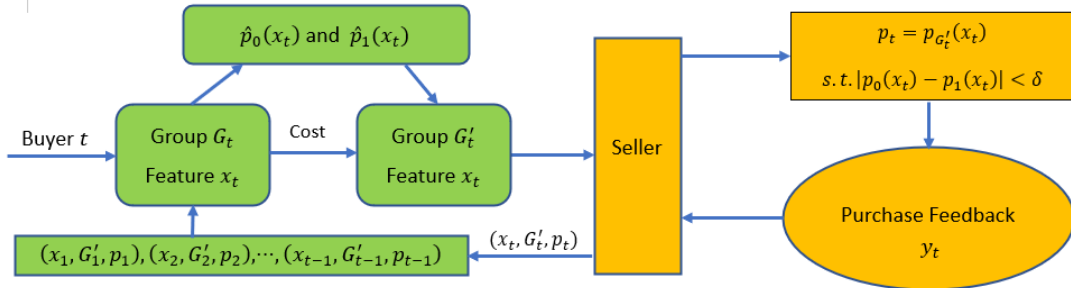 p̂₀(xₜ) and p̂₁(xₜ)
Buyer t
Group Gₜ
Feature xₜ
Cost
Group G′ₜ
Feature xₜ
Seller
pₜ = p_{G′ₜ}(xₜ)
s.t.|p₀(xₜ) − p₁(xₜ)| < δ
Purchase Feedback
yₜ
(xₜ, G′ₜ, pₜ)
(x₁, G′₁, p₁), (x₂, G′₂, p₂),⋯, (xₜ₋₁, G′ₜ₋₁, pₜ₋₁)